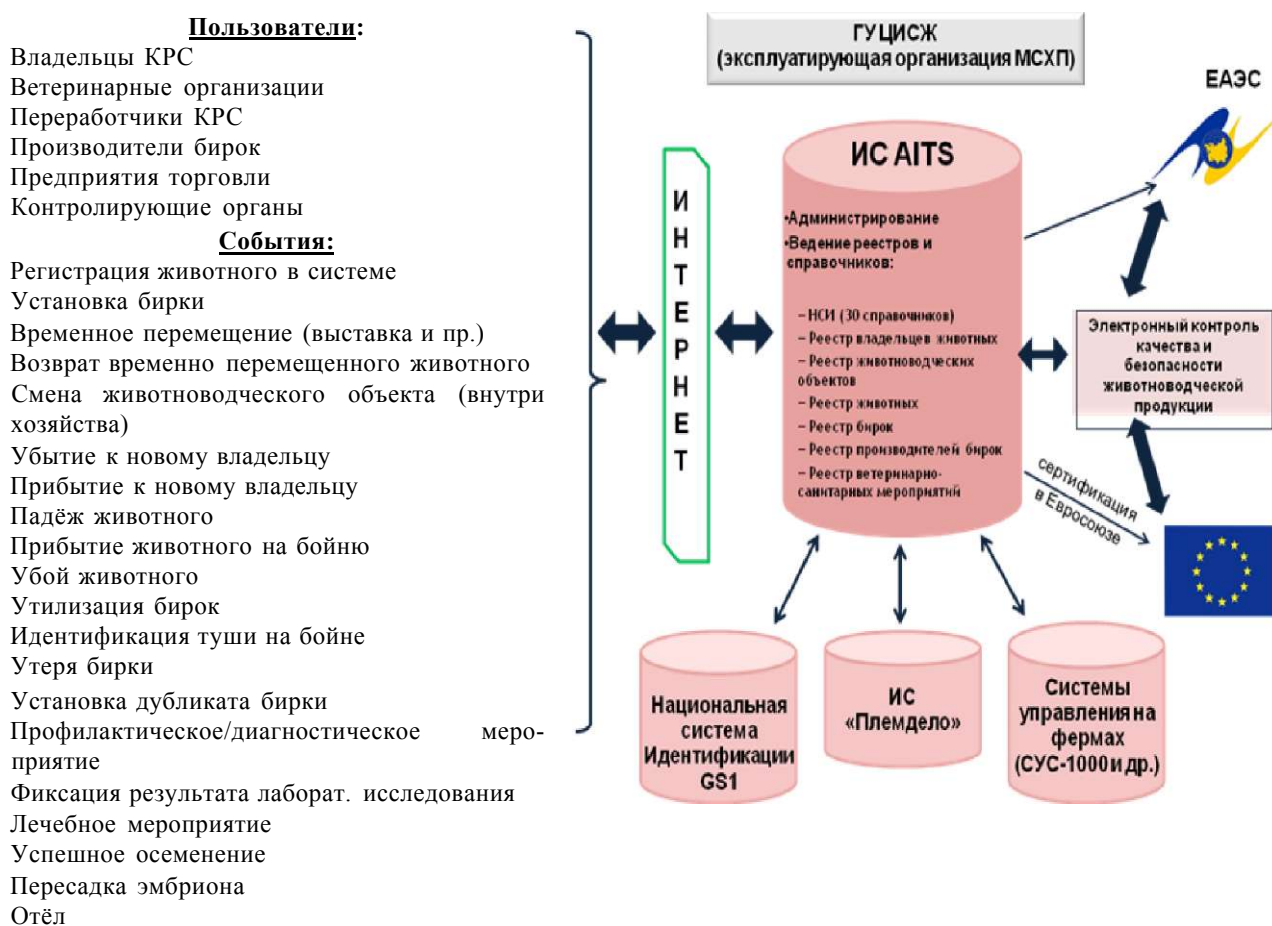 Пользователи:
Владельцы КРС
Ветеринарные организации
Переработчики КРС
Производители бирок
Предприятия торговли
Контролирующие органы
События:
Регистрация животного в системе
Установка бирки
Временное перемещение (выставка и пр.)
Возврат временно перемещенного животного
Смена животноводческого объекта (внутри
хозяйства)
Убытие к новому владельцу
Прибытие к новому владельцу
Падёж животного
Прибытие животного на бойню
Убой животного
Утилизация бирок
Идентификация туши на бойне
Утеря бирки
Установка дубликата бирки
Профилактическое/диагностическое меро-
приятие
Фиксация результата лаборат. исследования
Лечебное мероприятие
Успешное осеменение
Пересадка эмбриона
Отёл
ИНТЕРНЕТ
ГУ ЦИСЖ
(эксплуатирующая организация МСХП)
ИС AITS
•Администрирование
•Ведение реестров и
справочников:
– НСИ (30 справочников)
– Реестр владельцев животных
– Реестр животноводческих
объектов
– Реестр животных
– Реестр бирок
– Реестр производителей бирок
– Реестр ветеринарно-
санитарных мероприятий
ЕАЭС
Электронный контроль
качества и
безопасности
животноводческой
продукции
сертификация
в Евросоюзе
Национальная
система
Идентификации
GS1
ИС
«Племдело»
Системы
управления на
фермах
(СУС-1000 и др.)